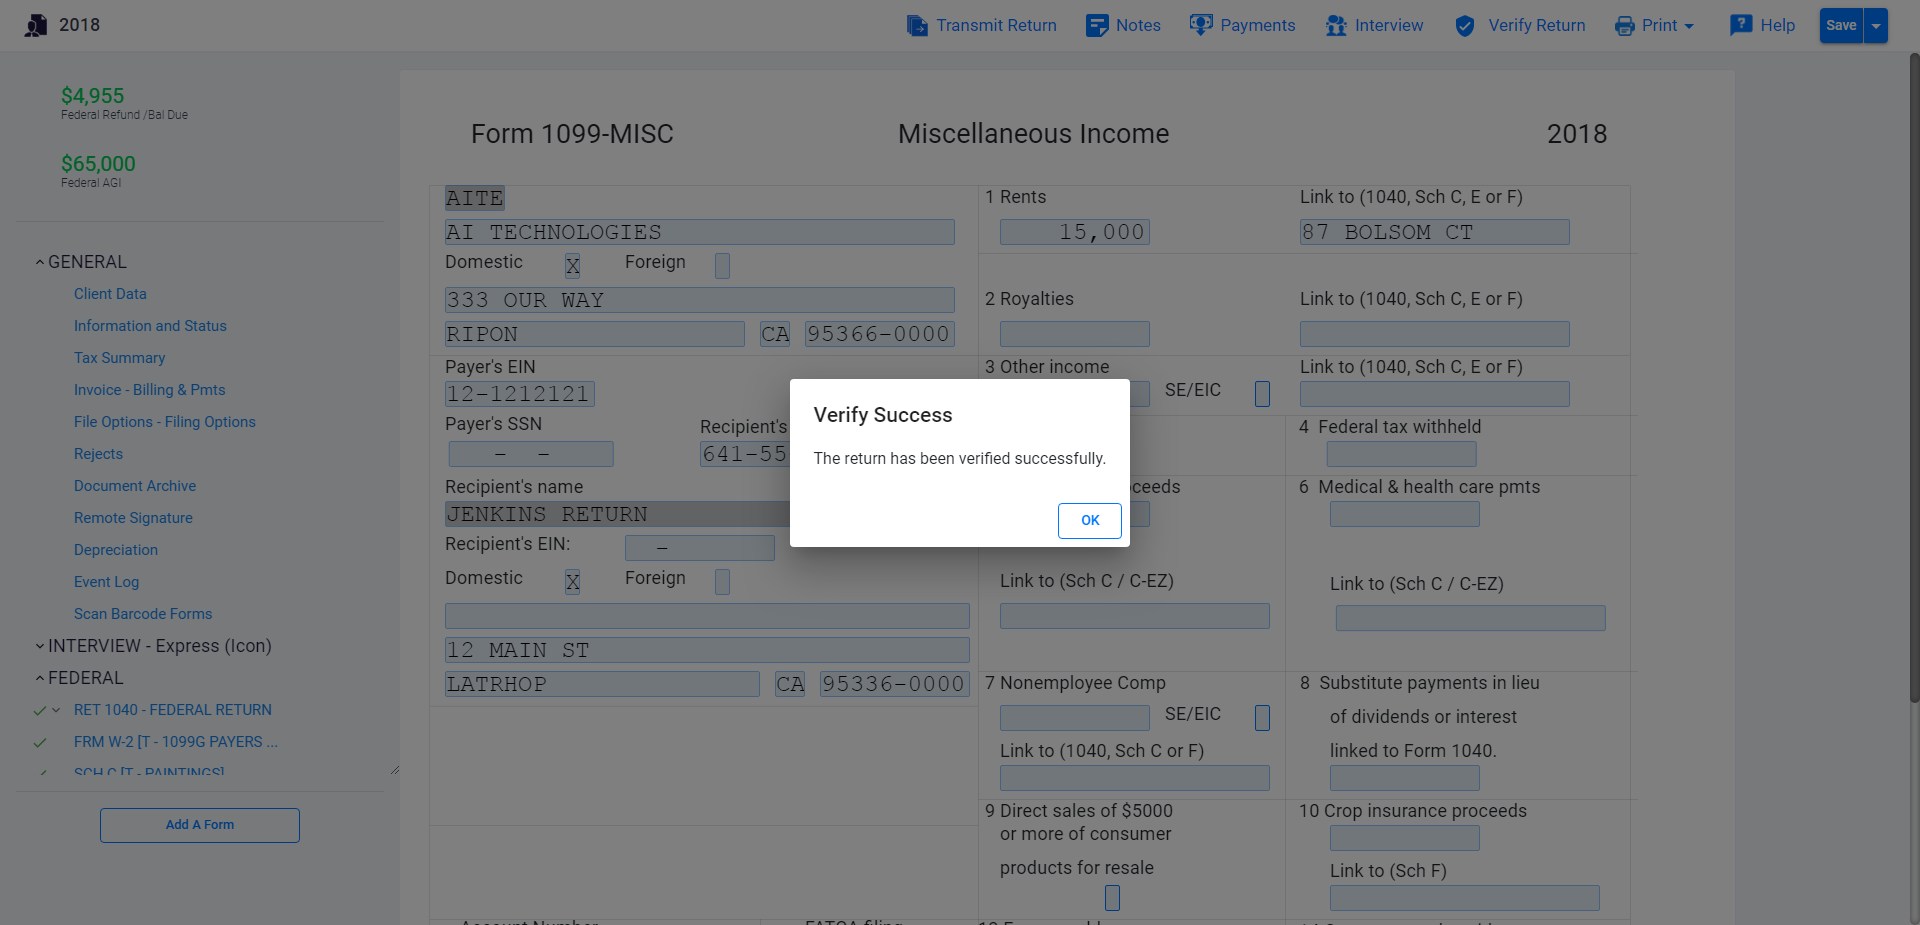 2018
Transmit Return
Notes
Payments
Interview
Verify Return
Print
Help
Save
$4,955
Federal Refund /Bal Due
$65,000
Federal AGI
GENERAL
Client Data
Information and Status
Tax Summary
Invoice - Billing & Pmts
File Options - Filing Options
Rejects
Document Archive
Remote Signature
Depreciation
Event Log
Scan Barcode Forms
INTERVIEW - Express (Icon)
FEDERAL
RET 1040 - FEDERAL RETURN
FRM W-2 [T - 1099G PAYERS ...
SCH C [T - PAINTINGS]
Add A Form
Form 1099-MISC
Miscellaneous Income
2018
AITE
AI TECHNOLOGIES
Domestic X Foreign
333 OUR WAY
RIPON CA 95366-0000
Payer's EIN
12-1212121
Payer's SSN
- -
Recipient's
641-55
Recipient's name
JENKINS RETURN
Recipient's EIN: -
Domestic X Foreign
12 MAIN ST
LATRHOP CA 95336-0000
1 Rents
15,000
Link to (1040, Sch C, E or F)
87 BOLSOM CT
2 Royalties
Link to (1040, Sch C, E or F)
3 Other income
SE/EIC
Link to (1040, Sch C, E or F)
4 Federal tax withheld
6 Medical & health care pmts
Link to (Sch C / C-EZ)
Link to (Sch C / C-EZ)
7 Nonemployee Comp
SE/EIC
Link to (1040, Sch C or F)
8 Substitute payments in lieu
of dividends or interest
linked to Form 1040.
9 Direct sales of $5000
or more of consumer
products for resale
10 Crop insurance proceeds
Link to (Sch F)
Account Number
FATCA filing
Verify Success
The return has been verified successfully.
OK